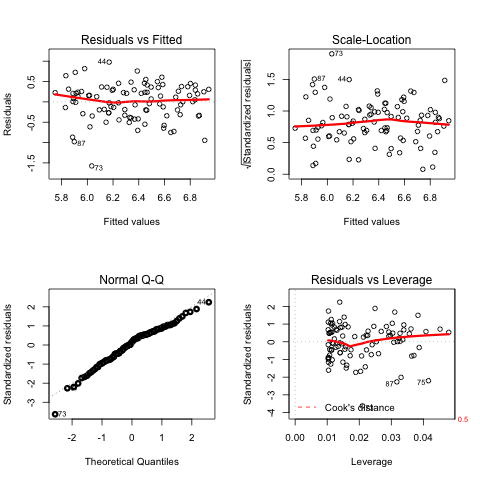 Residuals vs Fitted
Residuals
0.5
-0.5
-1.5
44
87
73
5.8 6.0 6.2 6.4 6.6 6.8
Fitted values
Scale-Location
√|Standardized residuals|
0.0 0.5 1.0 1.5
73
87
44
5.8 6.0 6.2 6.4 6.6 6.8
Fitted values
Normal Q-Q
Standardized residuals
-3 -2 -1 0 1 2
44
73
-2 -1 0 1 2
Theoretical Quantiles
Residuals vs Leverage
Standardized residuals
-4 -3 -2 -1 0 1 2
87
75
Cook's distance
0.5
0.00 0.01 0.02 0.03 0.04
Leverage